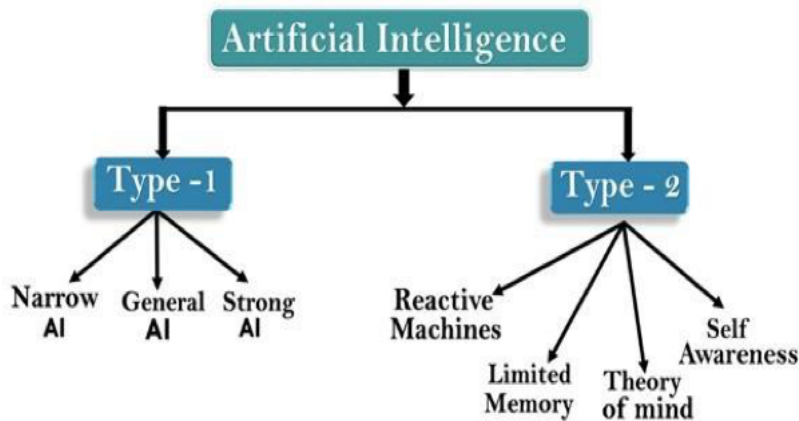 Artificial Intelligence
Type -1
Type - 2
Narrow
AI
General
AI
Strong
AI
Reactive
Machines
Limited
Memory
Theory
of mind
Self
Awareness